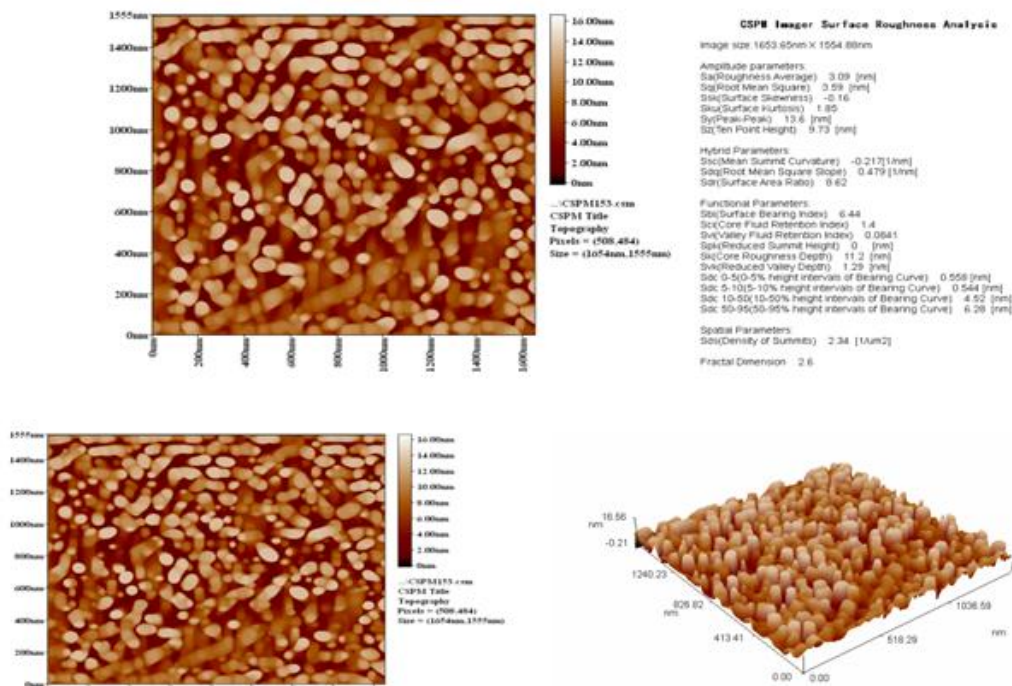 1555nm
1400nm
1200nm
1000nm
800nm
600nm
400nm
200nm
0nm
0nm
200nm
400nm
600nm
800nm
1000nm
1200nm
1400nm
1600nm
16.00nm
14.00nm
12.00nm
10.00nm
8.00nm
6.00nm
4.00nm
2.00nm
0nm
...\CSPM153.csm
CSPM Title
Topography
Pixels = (508,484)
Size = (1654nm,1555nm)
CSPM Imager Surface Roughness Analysis
Image size:1653.65nm X 1554.88nm
Amplitude parameters:
Sa(Roughness Average) 3.09 [nm]
Sq(Root Mean Square) 3.59 [nm]
Ssk(Surface Skewness) -0.16
Sku(Surface Kurtosis) 1.85
Sy(Peak-Peak) 13.6 [nm]
Sz(Ten Point Height) 9.73 [nm]
Hybrid Parameters:
Ssc(Mean Summit Curvature) -0.217[1/nm]
Sdq(Root Mean Square Slope) 0.479 [1/nm]
Sdr(Surface Area Ratio) 8.62
Functional Parameters:
Sbi(Surface Bearing Index) 6.44
Sci(Core Fluid Retention Index) 1.4
Svi(Valley Fluid Retention Index) 0.0841
Spk(Reduced Summit Height) 0 [nm]
Sk(Core Roughness Depth) 11.2 [nm]
Svk(Reduced Valley Depth) 1.29 [nm]
Sdc 0-5(0-5% height intervals of Bearing Curve) 0.558 [nm]
Sdc 5-10(5-10% height intervals of Bearing Curve) 0.544 [nm]
Sdc 10-50(10-50% height intervals of Bearing Curve) 4.52 [nm]
Sdc 50-95(50-95% height intervals of Bearing Curve) 6.28 [nm]
Spatial Parameters:
Sds(Density of Summits) 2.34 [1/um2]
Fractal Dimension 2.6
1555nm
1400nm
1200nm
1000nm
800nm
600nm
400nm
200nm
0nm
16.00nm
14.00nm
12.00nm
10.00nm
8.00nm
6.00nm
4.00nm
2.00nm
0nm
...\CSPM153.csm
CSPM Title
Topography
Pixels = (508,484)
Size = (1654nm,1555nm)
16.56
nm
-0.21
1240.23
826.82
nm
413.41
0.00
0.00
518.29
1036.59
nm